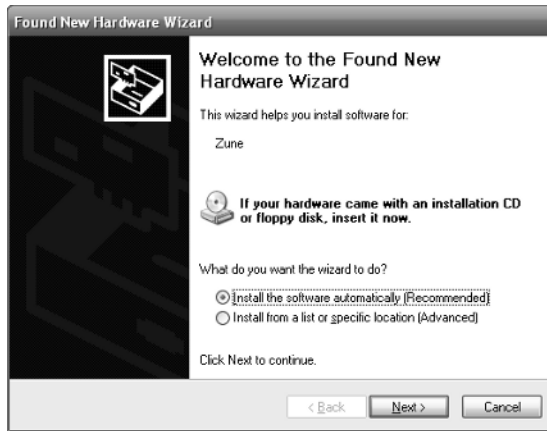 Found New Hardware Wizard
Welcome to the Found New
Hardware Wizard
This wizard helps you install software for:
Zune
If your hardware came with an installation CD
or floppy disk, insert it now.
What do you want the wizard to do?
Install the software automatically (Recommended)
Install from a list or specific location (Advanced)
Click Next to continue.
< Back
Next >
Cancel